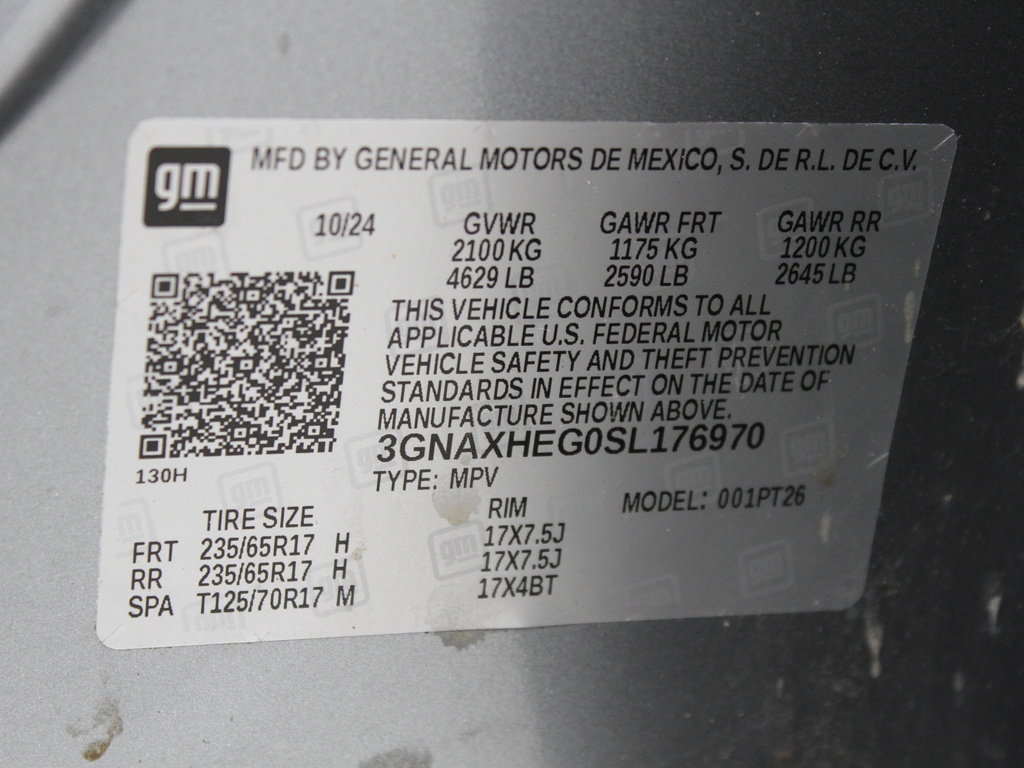 gm MFD BY GENERAL MOTORS DE MEXICO, S. DE R.L. DE C.V.
10/24 GVWR GAWR FRT GAWR RR
2100 KG 1175 KG 1200 KG
4629 LB 2590 LB 2645 LB
THIS VEHICLE CONFORMS TO ALL
APPLICABLE U.S. FEDERAL MOTOR
VEHICLE SAFETY AND THEFT PREVENTION
STANDARDS IN EFFECT ON THE DATE OF
MANUFACTURE SHOWN ABOVE.
3GNAXHEG0SL176970
130H
TYPE: MPV MODEL: 001PT26
TIRE SIZE RIM
FRT 235/65R17 H 17X7.5J
RR 235/65R17 H 17X7.5J
SPA T125/70R17 M 17X4BT